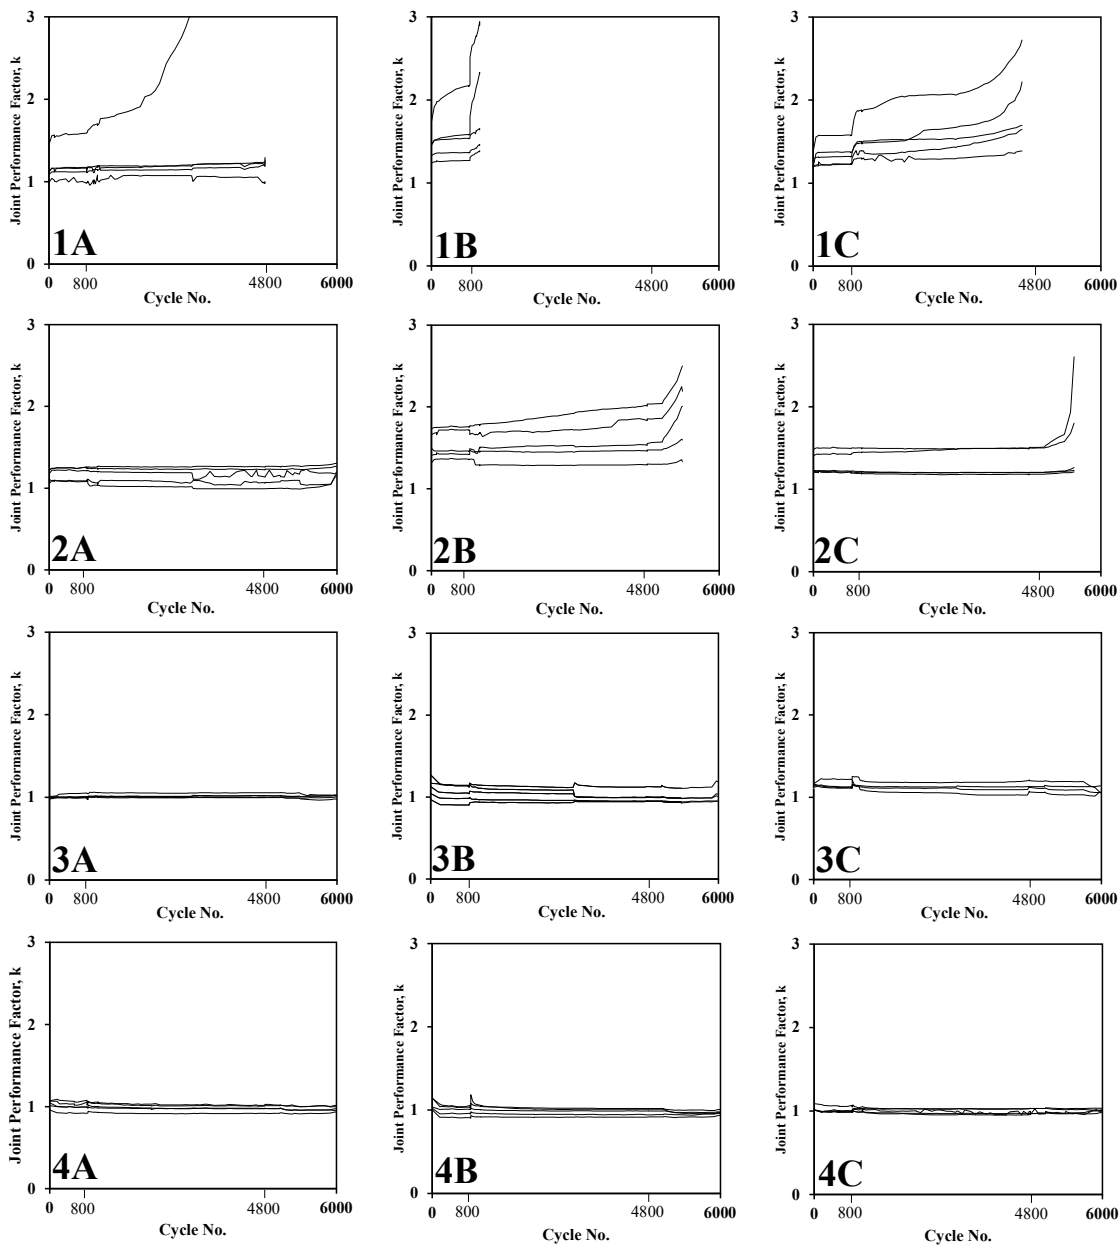 3 3 3
Joint Performance Factor, k Joint Performance Factor, k Joint Performance Factor, k
2 2 2
1 1 1
1A 1B 1C
0 0 0
0 800 4800 6000 0 800 4800 6000 0 800 4800 6000
Cycle No. Cycle No. Cycle No.
3 3 3
Joint Performance Factor, k Joint Performance Factor, k Joint Performance Factor, k
2 2 2
1 1 1
2A 2B 2C
0 0 0
0 800 4800 6000 0 800 4800 6000 0 800 4800 6000
Cycle No. Cycle No. Cycle No.
3 3 3
Joint Performance Factor, k Joint Performance Factor, k Joint Performance Factor, k
2 2 2
1 1 1
3A 3B 3C
0 0 0
0 800 4800 6000 0 800 4800 6000 0 800 4800 6000
Cycle No. Cycle No. Cycle No.
3 3 3
Joint Performance Factor, k Joint Performance Factor, k Joint Performance Factor, k
2 2 2
1 1 1
4A 4B 4C
0 0 0
0 800 4800 6000 0 800 4800 6000 0 800 4800 6000
Cycle No. Cycle No. Cycle No.